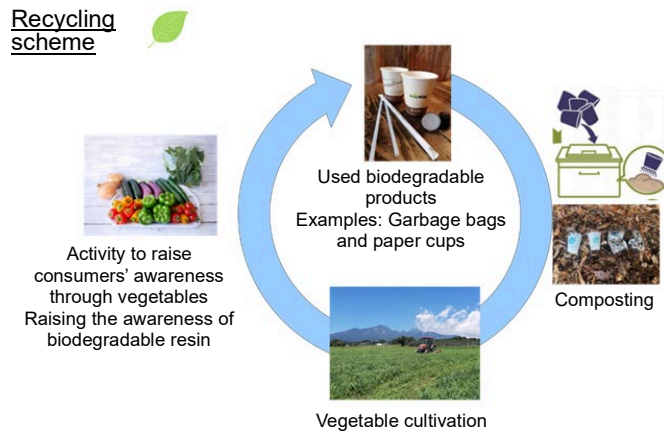 Recycling
scheme
Used biodegradable
products
Examples: Garbage bags
and paper cups
Activity to raise
consumers’ awareness
through vegetables
Raising the awareness of
biodegradable resin
Composting
Vegetable cultivation